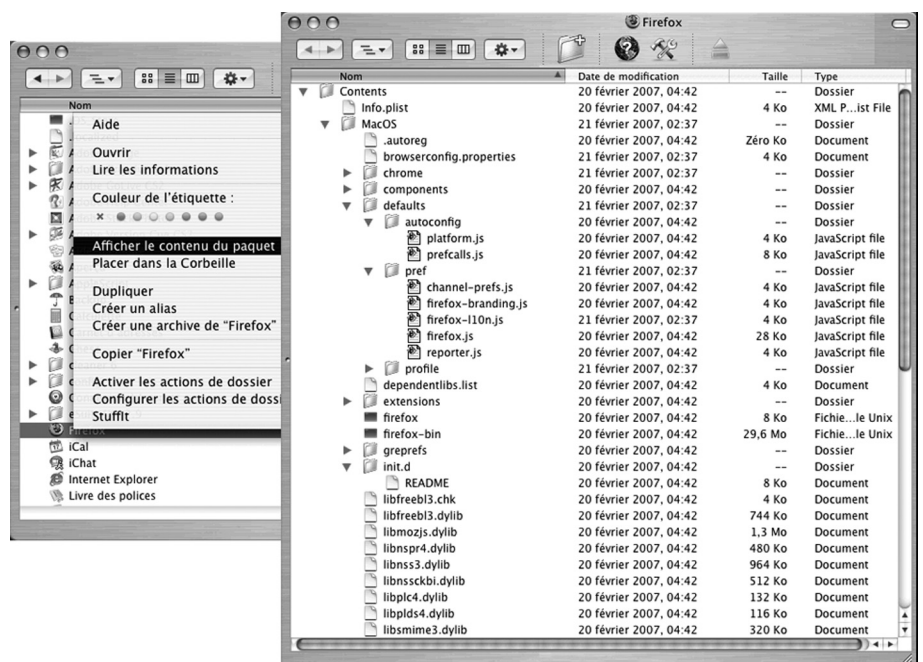 Nom
Aide
Ouvrir
Lire les informations
Couleur de l'étiquette :
Afficher le contenu du paquet
Placer dans la Corbeille
Dupliquer
Créer un alias
Créer une archive de “Firefox”
Copier “Firefox”
Activer les actions de dossier
Configurer les actions de dossi
StuffIt
Firefox
iCal
iChat
Internet Explorer
Livre des polices
Firefox
Nom Date de modification Taille Type
Contents 20 février 2007, 04:42 -- Dossier
Info.plist 20 février 2007, 04:42 4 Ko XML P...ist File
MacOS 21 février 2007, 02:37 -- Dossier
.autoreg 20 février 2007, 04:42 Zéro Ko Document
browserconfig.properties 21 février 2007, 02:37 4 Ko Document
chrome 21 février 2007, 02:37 -- Dossier
components 20 février 2007, 04:42 -- Dossier
defaults 21 février 2007, 02:37 -- Dossier
autoconfig 20 février 2007, 04:42 -- Dossier
platform.js 20 février 2007, 04:42 4 Ko JavaScript file
prefcalls.js 20 février 2007, 04:42 8 Ko JavaScript file
pref 21 février 2007, 02:37 -- Dossier
channel-prefs.js 20 février 2007, 04:42 4 Ko JavaScript file
firefox-branding.js 20 février 2007, 04:42 4 Ko JavaScript file
firefox-l10n.js 21 février 2007, 02:37 4 Ko JavaScript file
firefox.js 20 février 2007, 04:42 28 Ko JavaScript file
reporter.js 20 février 2007, 04:42 4 Ko JavaScript file
profile 21 février 2007, 02:37 -- Dossier
dependentlibs.list 20 février 2007, 04:42 4 Ko Document
extensions 20 février 2007, 04:42 -- Dossier
firefox 20 février 2007, 04:42 8 Ko Fichie...le Unix
firefox-bin 20 février 2007, 04:42 29,6 Mo Fichie...le Unix
greprefs 20 février 2007, 04:42 -- Dossier
init.d 20 février 2007, 04:42 -- Dossier
README 20 février 2007, 04:42 8 Ko Document
libfreebl3.chk 20 février 2007, 04:42 4 Ko Document
libfreebl3.dylib 20 février 2007, 04:42 744 Ko Document
libmozjs.dylib 20 février 2007, 04:42 1,3 Mo Document
libnspr4.dylib 20 février 2007, 04:42 480 Ko Document
libnss3.dylib 20 février 2007, 04:42 964 Ko Document
libnssckbi.dylib 20 février 2007, 04:42 512 Ko Document
libplc4.dylib 20 février 2007, 04:42 132 Ko Document
libplds4.dylib 20 février 2007, 04:42 116 Ko Document
libsmime3.dylib 20 février 2007, 04:42 320 Ko Document